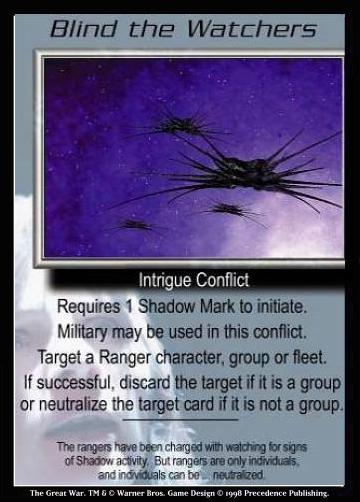 Blind the Watchers
Intrigue Conflict
Requires 1 Shadow Mark to initiate.
Military may be used in this conflict.
Target a Ranger character, group or fleet.
If successful, discard the target if it is a group
or neutralize the target card if it is not a group.
The rangers have been charged with watching for signs
of Shadow activity. But rangers are only individuals,
and individuals can be... neutralized.
The Great War. TM & © Warner Bros. Game Design © 1998 Precedence Publishing.